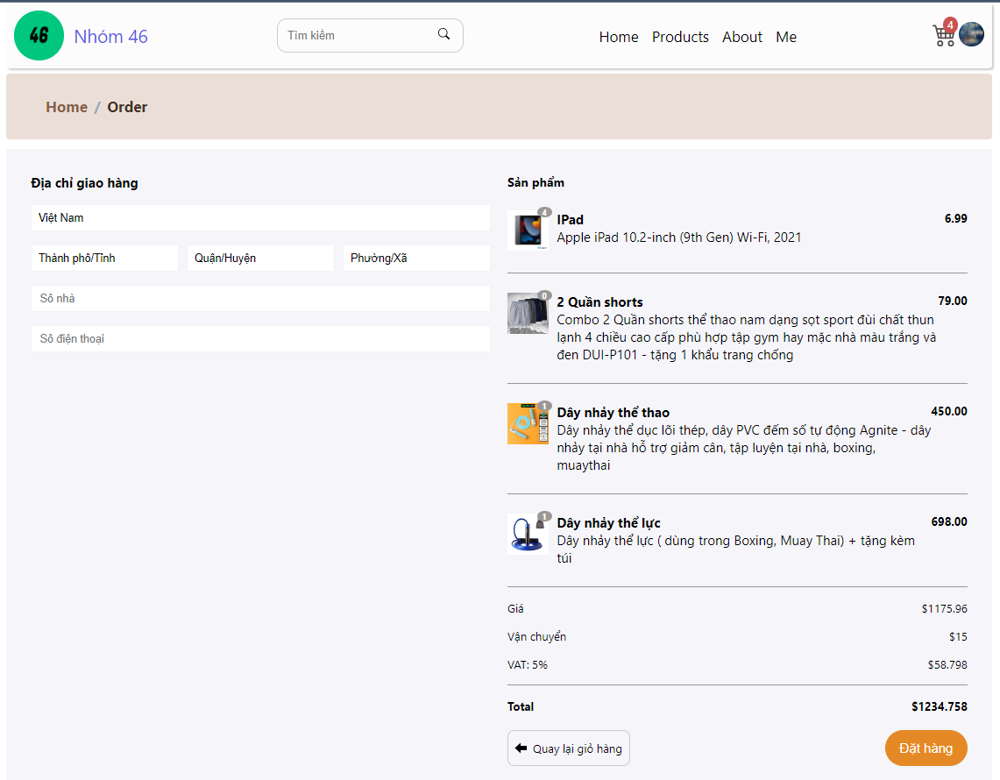 46 Nhóm 46
Tìm kiếm
Home Products About Me
4
Home / Order
Địa chỉ giao hàng
Việt Nam
Thành phố/Tỉnh Quận/Huyện Phường/Xã
Số nhà
Số điện thoại
Sản phẩm
4
IPad 6.99
Apple iPad 10.2-inch (9th Gen) Wi-Fi, 2021
0
2 Quần shorts 79.00
Combo 2 Quần shorts thể thao nam dạng sọt sport đùi chất thun
lạnh 4 chiều cao cấp phù hợp tập gym hay mặc nhà màu trắng và
đen DUI-P101 - tặng 1 khẩu trang chống
1
Dây nhảy thể thao 450.00
Dây nhảy thể dục lõi thép, dây PVC đếm số tự động Agnite - dây
nhảy tại nhà hỗ trợ giảm cân, tập luyện tại nhà, boxing,
muaythai
1
Dây nhảy thể lực 698.00
Dây nhảy thể lực ( dùng trong Boxing, Muay Thai) + tặng kèm
túi
Giá $1175.96
Vận chuyển $15
VAT: 5% $58.798
Total $1234.758
Quay lại giỏ hàng Đặt hàng